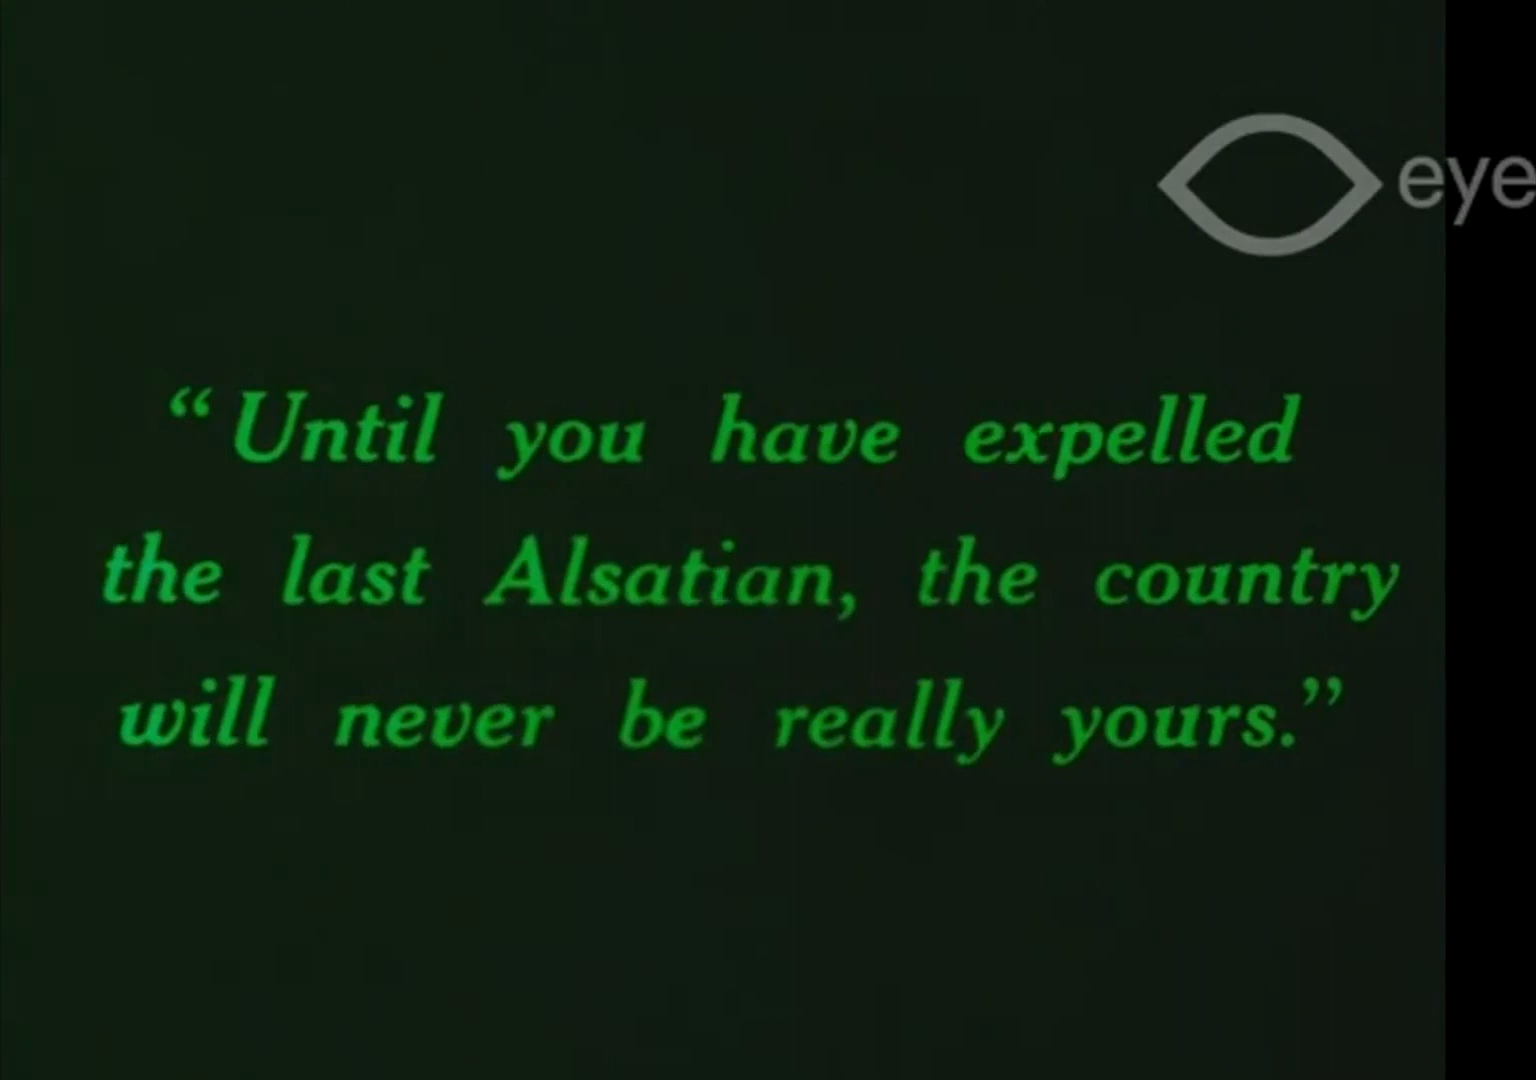 eye
“Until you have expelled
the last Alsatian, the country
will never be really yours.”